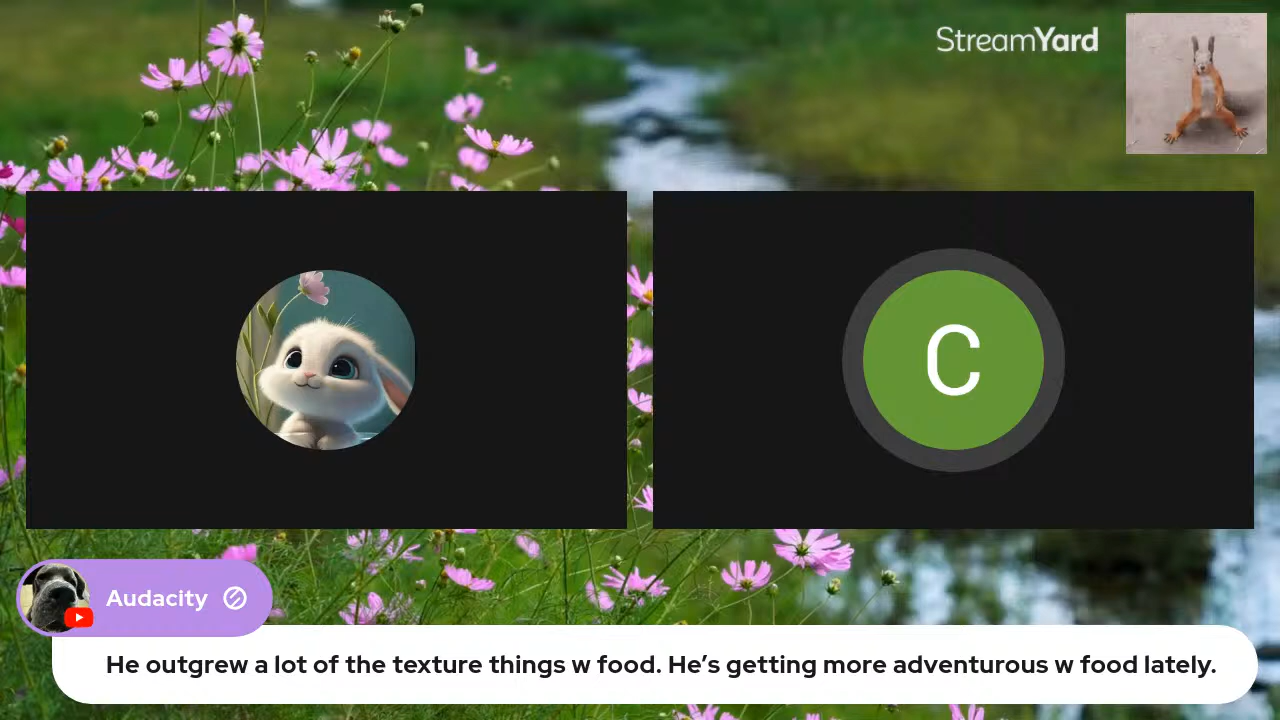 StreamYard
C
Audacity
He outgrew a lot of the texture things w food. He’s getting more adventurous w food lately.